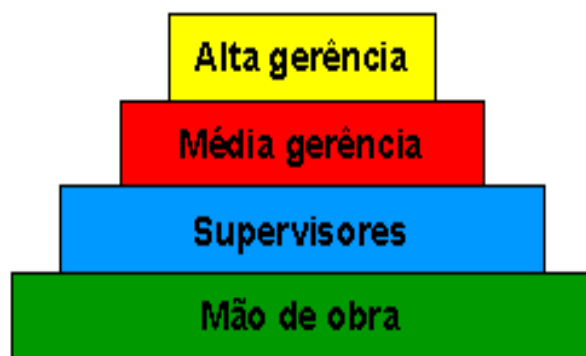 Alta gerência
Média gerência
Supervisores
Mão de obra